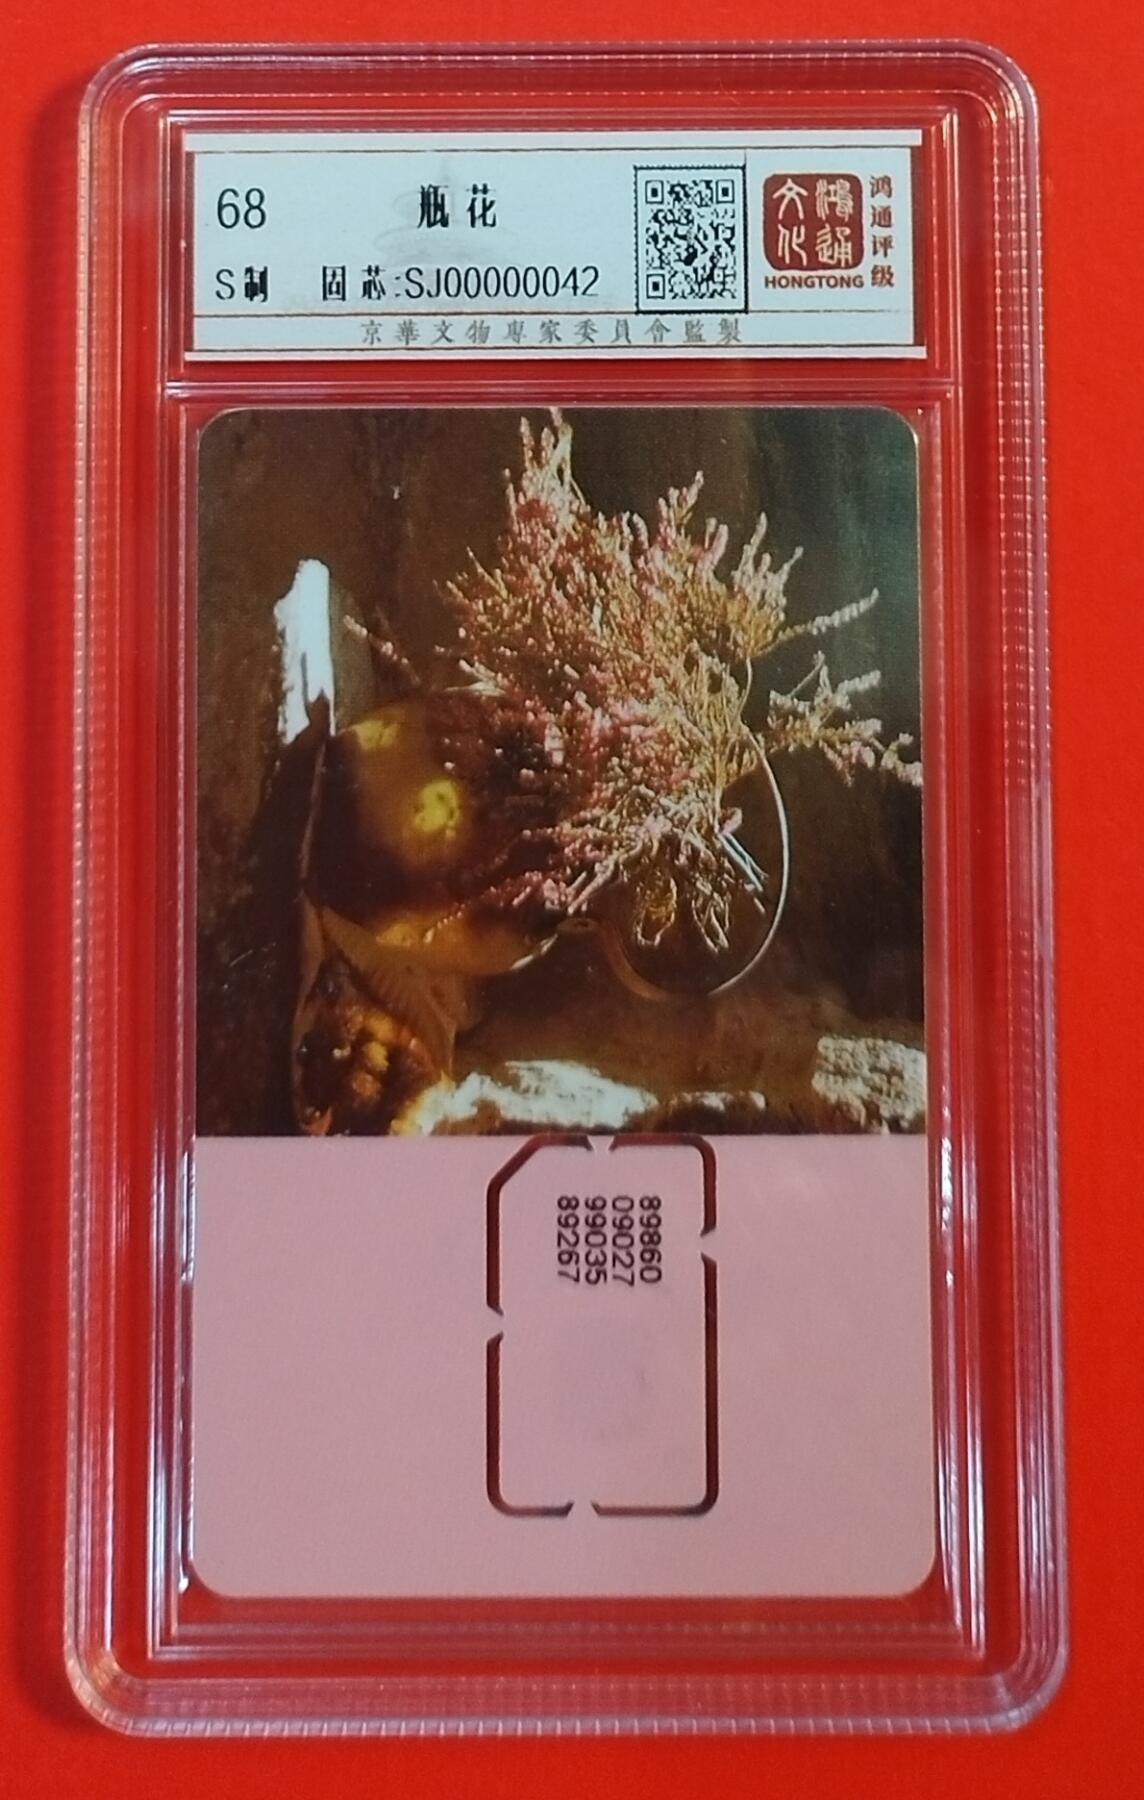 68
瓶花
S制 固芯:SJ00000042
鸿通文化
HONGTONG
鸿通评级
京華文物專家委員會監製
89860
09027
99035
89267